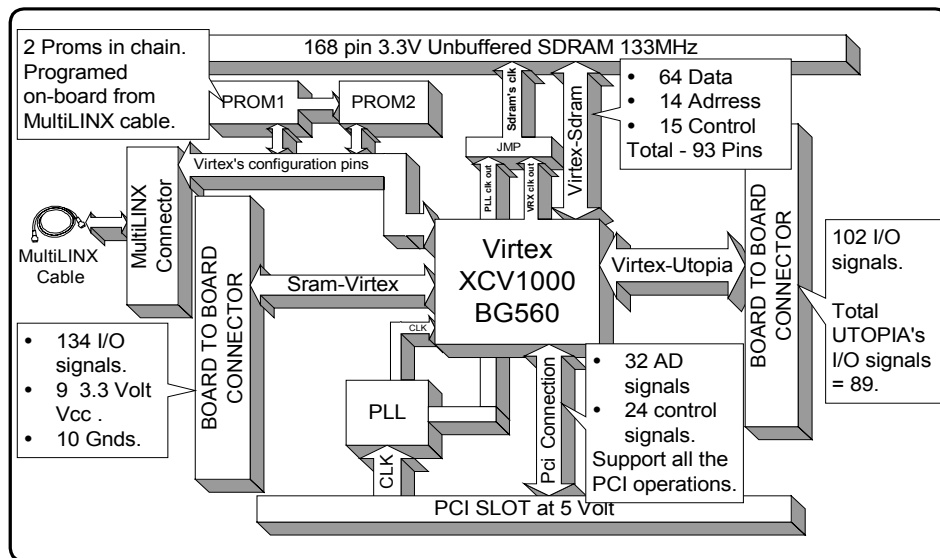 2 Proms in chain.
Programed
on-board from
MultiLINX cable.
168 pin 3.3V Unbuffered SDRAM 133MHz
PROM1
PROM2
Sdram's clk
JMP
PLL clk out
VRX clk out
Virtex-Sdram
• 64 Data
• 14 Adrress
• 15 Control
Total - 93 Pins
Virtex's configuration pins
MultiLINX
Cable
MultiLINX
Connector
BOARD TO BOARD
CONNECTOR
Sram-Virtex
Virtex
XCV1000
BG560
Virtex-Utopia
BOARD TO BOARD
CONNECTOR
102 I/O
signals.
Total
UTOPIA's
I/O signals
= 89.
• 134 I/O
signals.
• 9 3.3 Volt
Vcc .
• 10 Gnds.
CLK
PLL
CLK
Pci Connection
• 32 AD
signals
• 24 control
signals.
Support all the
PCI operations.
PCI SLOT at 5 Volt